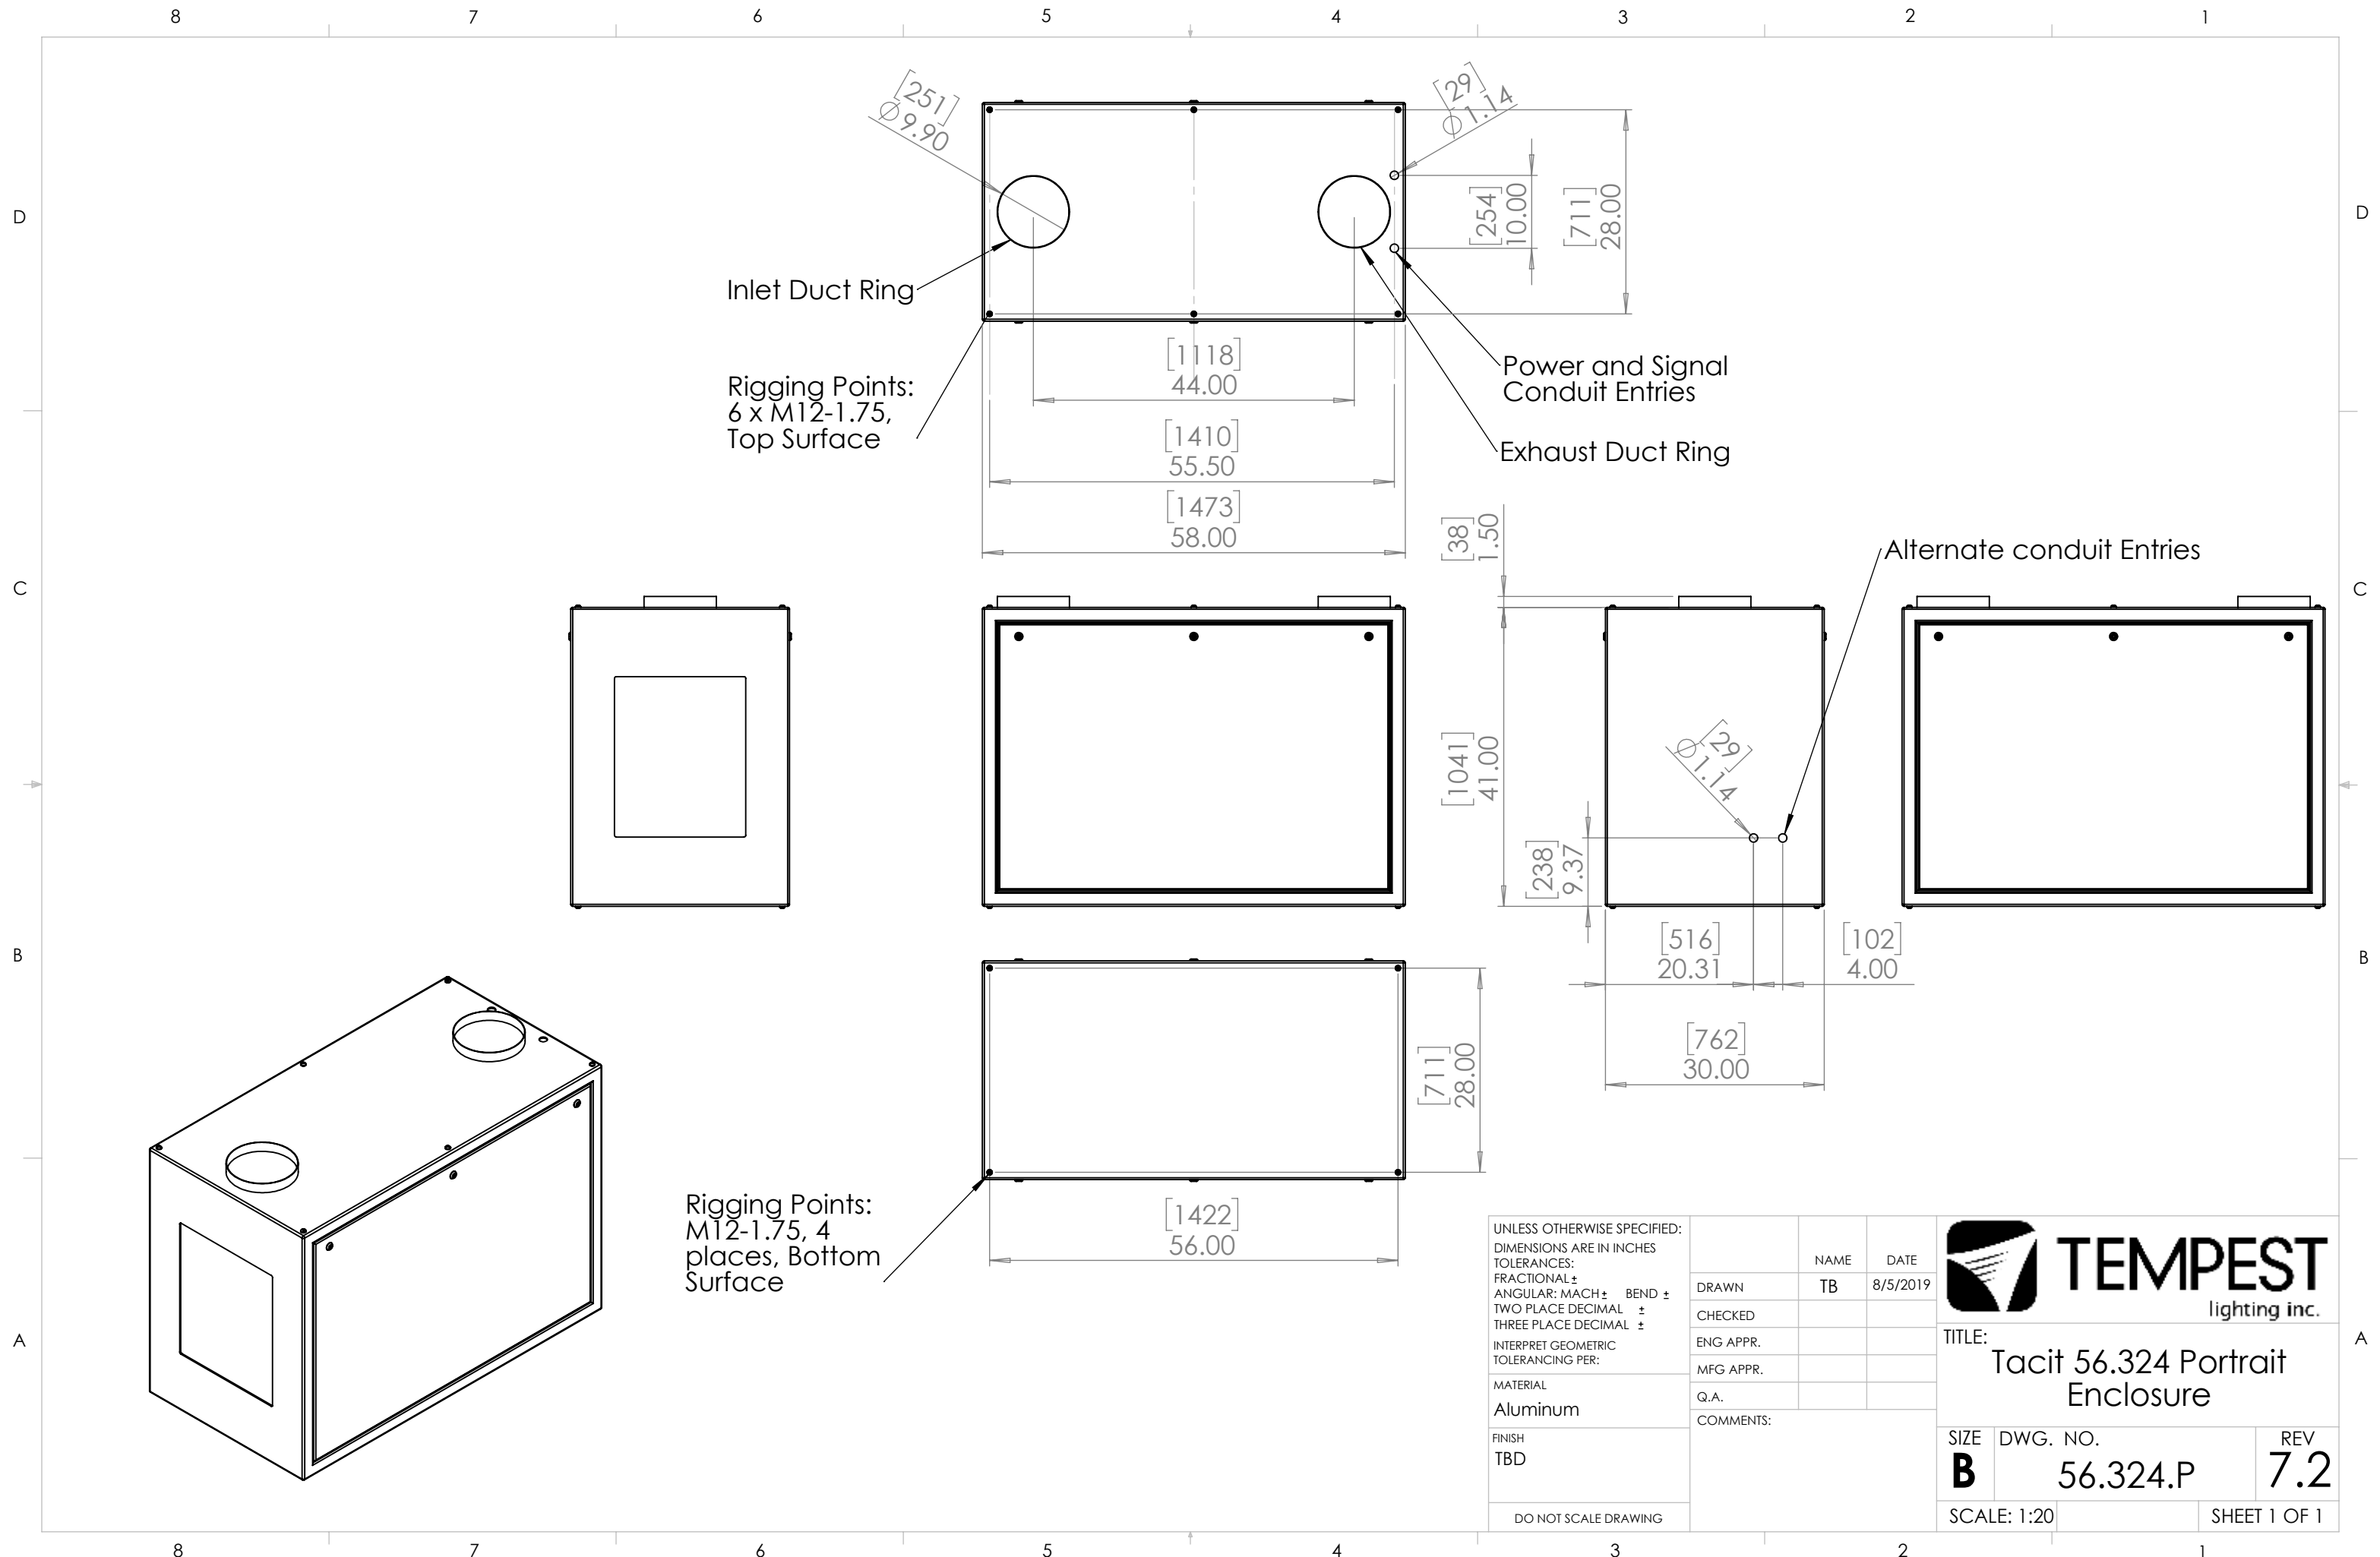 8 7 6 5 4 3 2 1
D
D
[251]
∅9.90
[29]
∅1.14
[254]
10.00
[711]
28.00
Inlet Duct Ring
[1118]
44.00
Rigging Points:
6 x M12-1.75,
Top Surface
Power and Signal
Conduit Entries
[1410]
55.50
Exhaust Duct Ring
[1473]
58.00
[38]
1.50
Alternate conduit Entries
C
C
[1041]
41.00
[29]
∅1.14
[238]
9.37
[516]
20.31
[102]
4.00
B
B
[762]
30.00
[711]
28.00
Rigging Points:
M12-1.75, 4
places, Bottom
Surface
[1422]
56.00
A
A
UNLESS OTHERWISE SPECIFIED:
DIMENSIONS ARE IN INCHES
TOLERANCES:
FRACTIONAL ±
ANGULAR: MACH ± BEND ±
TWO PLACE DECIMAL ±
THREE PLACE DECIMAL ±
INTERPRET GEOMETRIC
TOLERANCING PER:
MATERIAL
Aluminum
FINISH
TBD
DO NOT SCALE DRAWING
NAME DATE
DRAWN TB 8/5/2019
CHECKED
ENG APPR.
MFG APPR.
Q.A.
COMMENTS:
TEMPEST
lighting inc.
TITLE:
Tacit 56.324 Portrait
Enclosure
SIZE DWG. NO. REV
B 56.324.P 7.2
SCALE: 1:20 SHEET 1 OF 1
8 7 6 5 4 3 2 1